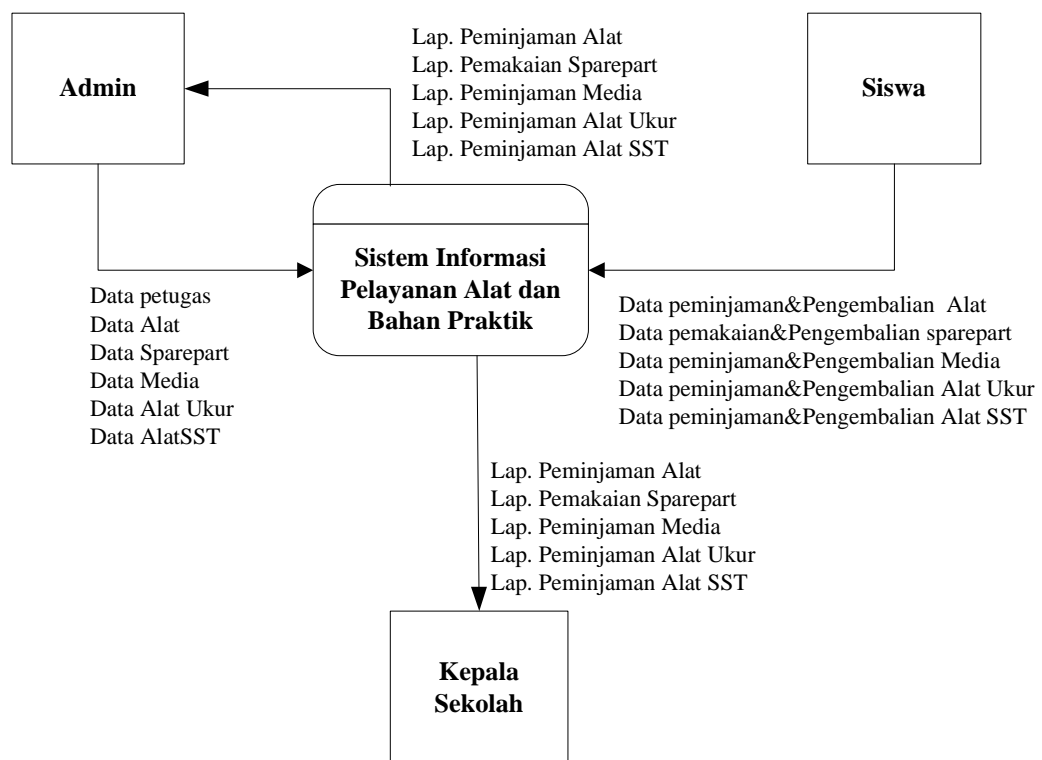 Admin
Lap. Peminjaman Alat
Lap. Pemakaian Sparepart
Lap. Peminjaman Media
Lap. Peminjaman Alat Ukur
Lap. Peminjaman Alat SST
Siswa
Sistem Informasi
Pelayanan Alat dan
Bahan Praktik
Data petugas
Data Alat
Data Sparepart
Data Media
Data Alat Ukur
Data AlatSST
Data peminjaman&Pengembalian  Alat
Data pemakaian&Pengembalian sparepart
Data peminjaman&Pengembalian Media
Data peminjaman&Pengembalian Alat Ukur
Data peminjaman&Pengembalian Alat SST
Lap. Peminjaman Alat
Lap. Pemakaian Sparepart
Lap. Peminjaman Media
Lap. Peminjaman Alat Ukur
Lap. Peminjaman Alat SST
Kepala
Sekolah